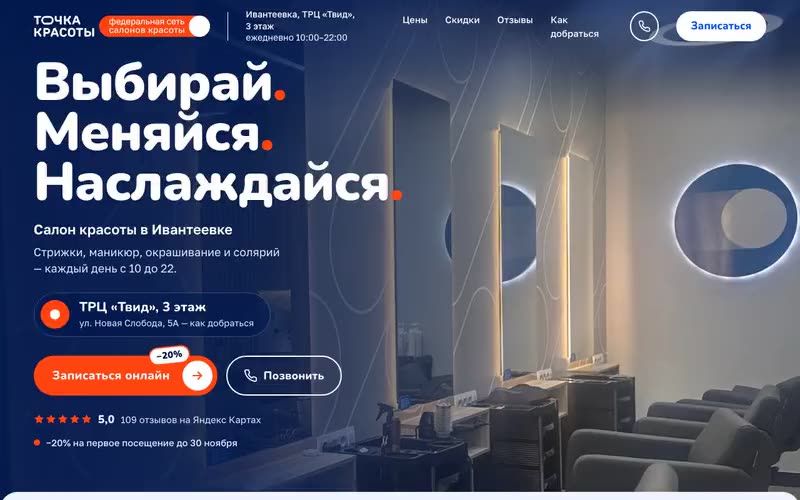 ТОЧКА
КРАСОТЫ
федеральная сеть
салонов красоты
Ивантеевка, ТРЦ «Твид»,
3 этаж
ежедневно 10:00–22:00
Цены
Скидки
Отзывы
Как
добраться
Записаться
Выбирай.
Меняйся.
Наслаждайся.
Салон красоты в Ивантеевке
Стрижки, маникюр, окрашивание и солярий
— каждый день с 10 до 22.
ТРЦ «Твид», 3 этаж
ул. Новая Слобода, 5А — как добраться
−20%
Записаться онлайн
Позвонить
5,0 109 отзывов на Яндекс Картах
−20% на первое посещение до 30 ноября